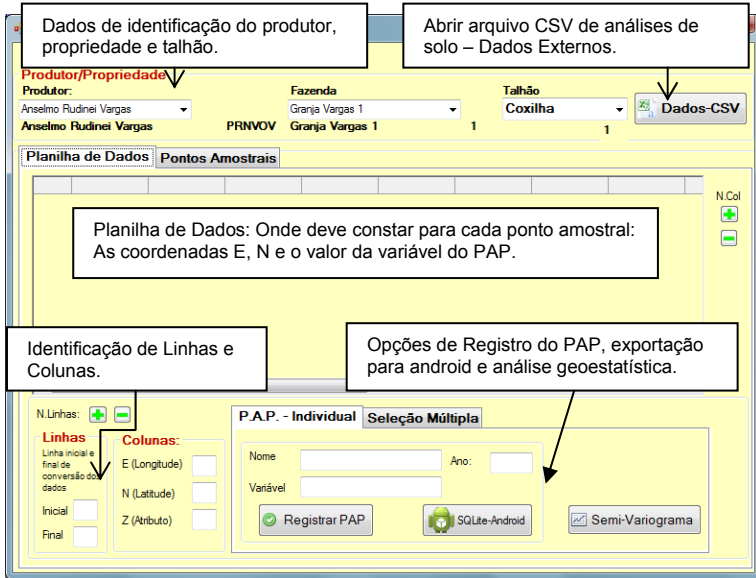 Dados de identificação do produtor,
propriedade e talhão.
Abrir arquivo CSV de análises de
solo – Dados Externos.
Produtor/Propriedade
Produtor:
Fazenda
Talhão
Anselmo Rudinei Vargas
Granja Vargas 1
Coxilha
Dados-CSV
Anselmo Rudinei Vargas
PRNVOV
Granja Vargas 1
1
1
Planilha de Dados
Pontos Amostrais
N.Col
Planilha de Dados: Onde deve constar para cada ponto amostral:
As coordenadas E, N e o valor da variável do PAP.
Identificação de Linhas e
Colunas.
Opções de Registro do PAP, exportação
para android e análise geoestatística.
N.Linhas:
P.A.P. - Individual
Seleção Múltipla
Linhas
Linha inicial e
final de
conversão dos
dados
Inicial
Final
Colunas:
E (Longitude)
N (Latitude)
Z (Atributo)
Nome
Ano:
Variável
Registrar PAP
SQLite-Android
Semi-Variograma